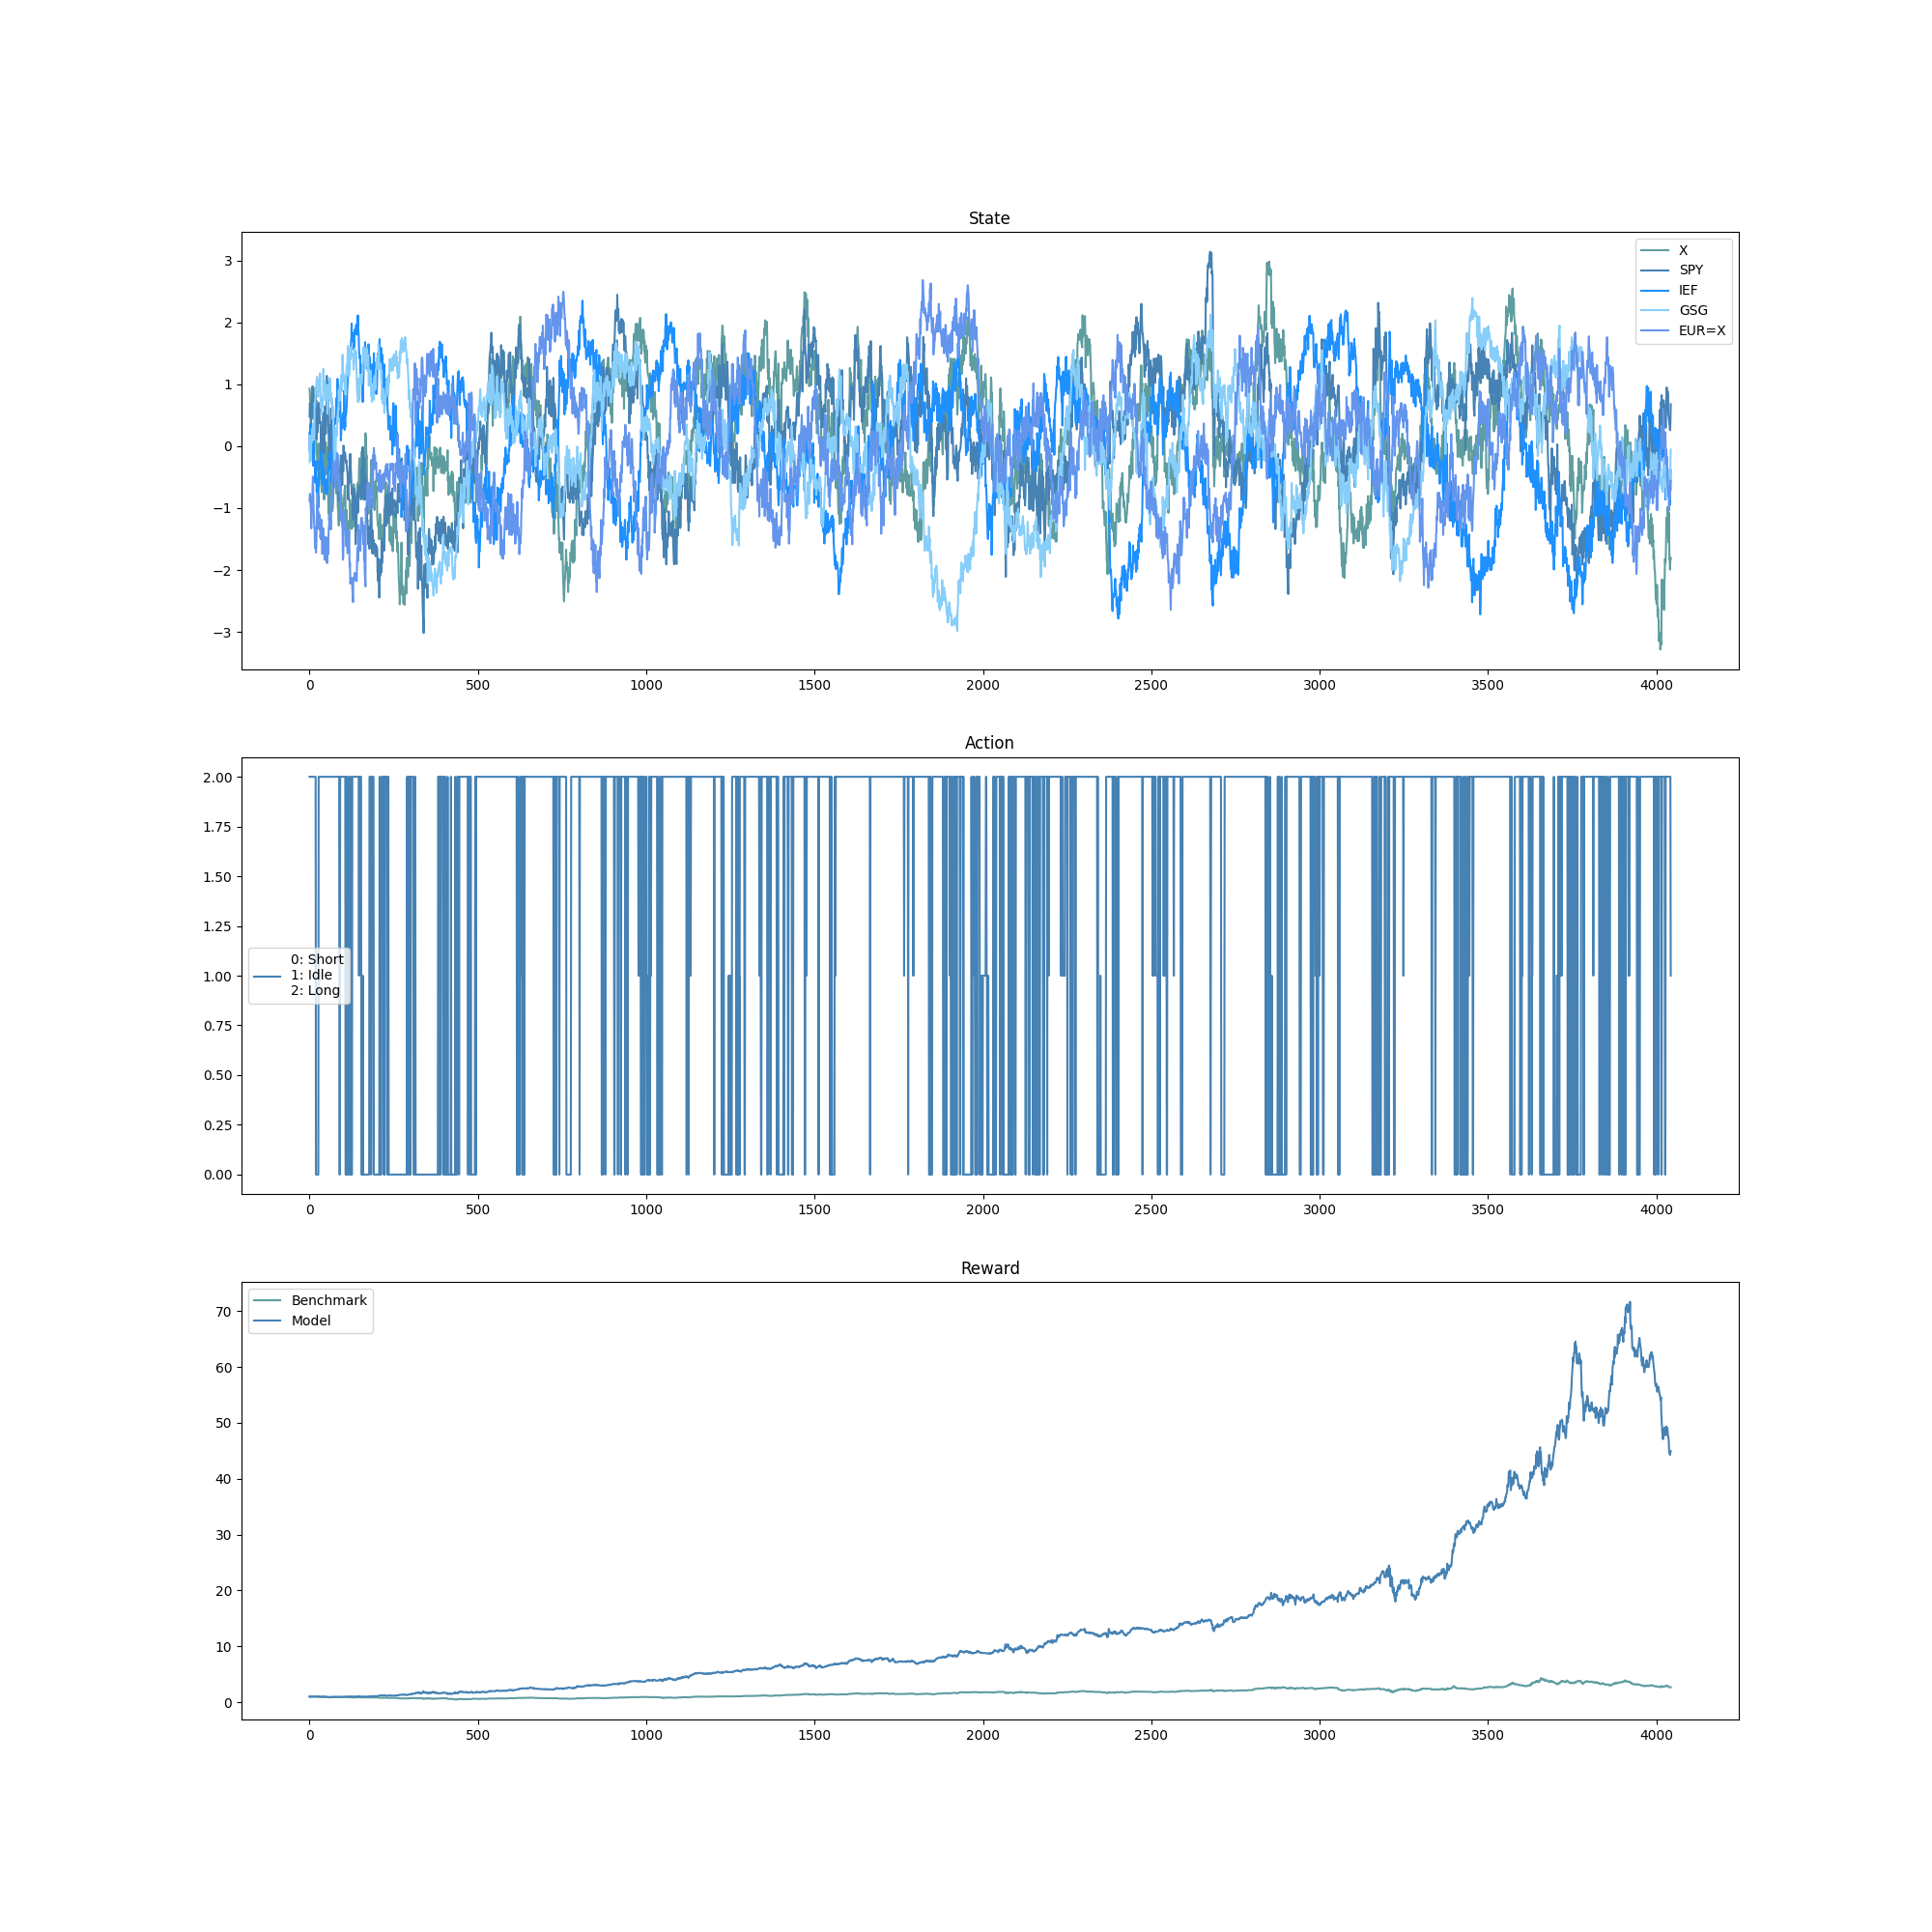 State
3
2
1
0
−1
−2
−3
X
SPY
IEF
GSG
EUR=X
0 500 1000 1500 2000 2500 3000 3500 4000
Action
2.00
1.75
1.50
1.25
1.00
0.75
0.50
0.25
0.00
0: Short
1: Idle
2: Long
0 500 1000 1500 2000 2500 3000 3500 4000
Reward
70
60
50
40
30
20
10
0
Benchmark
Model
0 500 1000 1500 2000 2500 3000 3500 4000